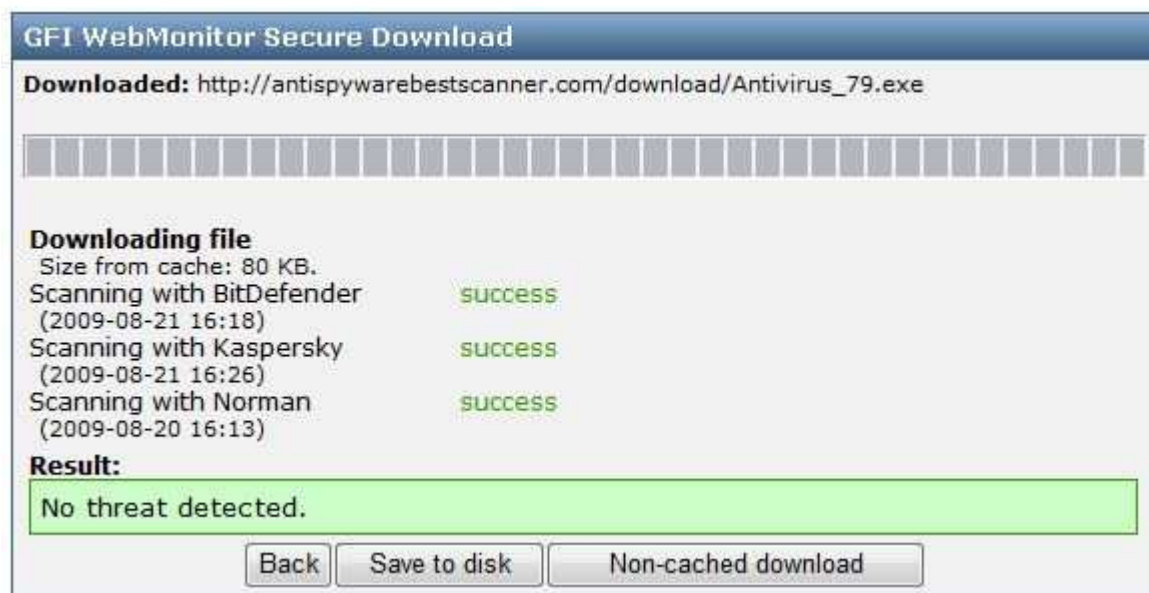 GFI WebMonitor Secure Download
Downloaded: http://antispywarebestscanner.com/download/Antivirus_79.exe
Downloading file
Size from cache: 80 KB.
Scanning with BitDefender success
(2009-08-21 16:18)
Scanning with Kaspersky success
(2009-08-21 16:26)
Scanning with Norman success
(2009-08-20 16:13)
Result:
No threat detected.
Back Save to disk Non-cached download